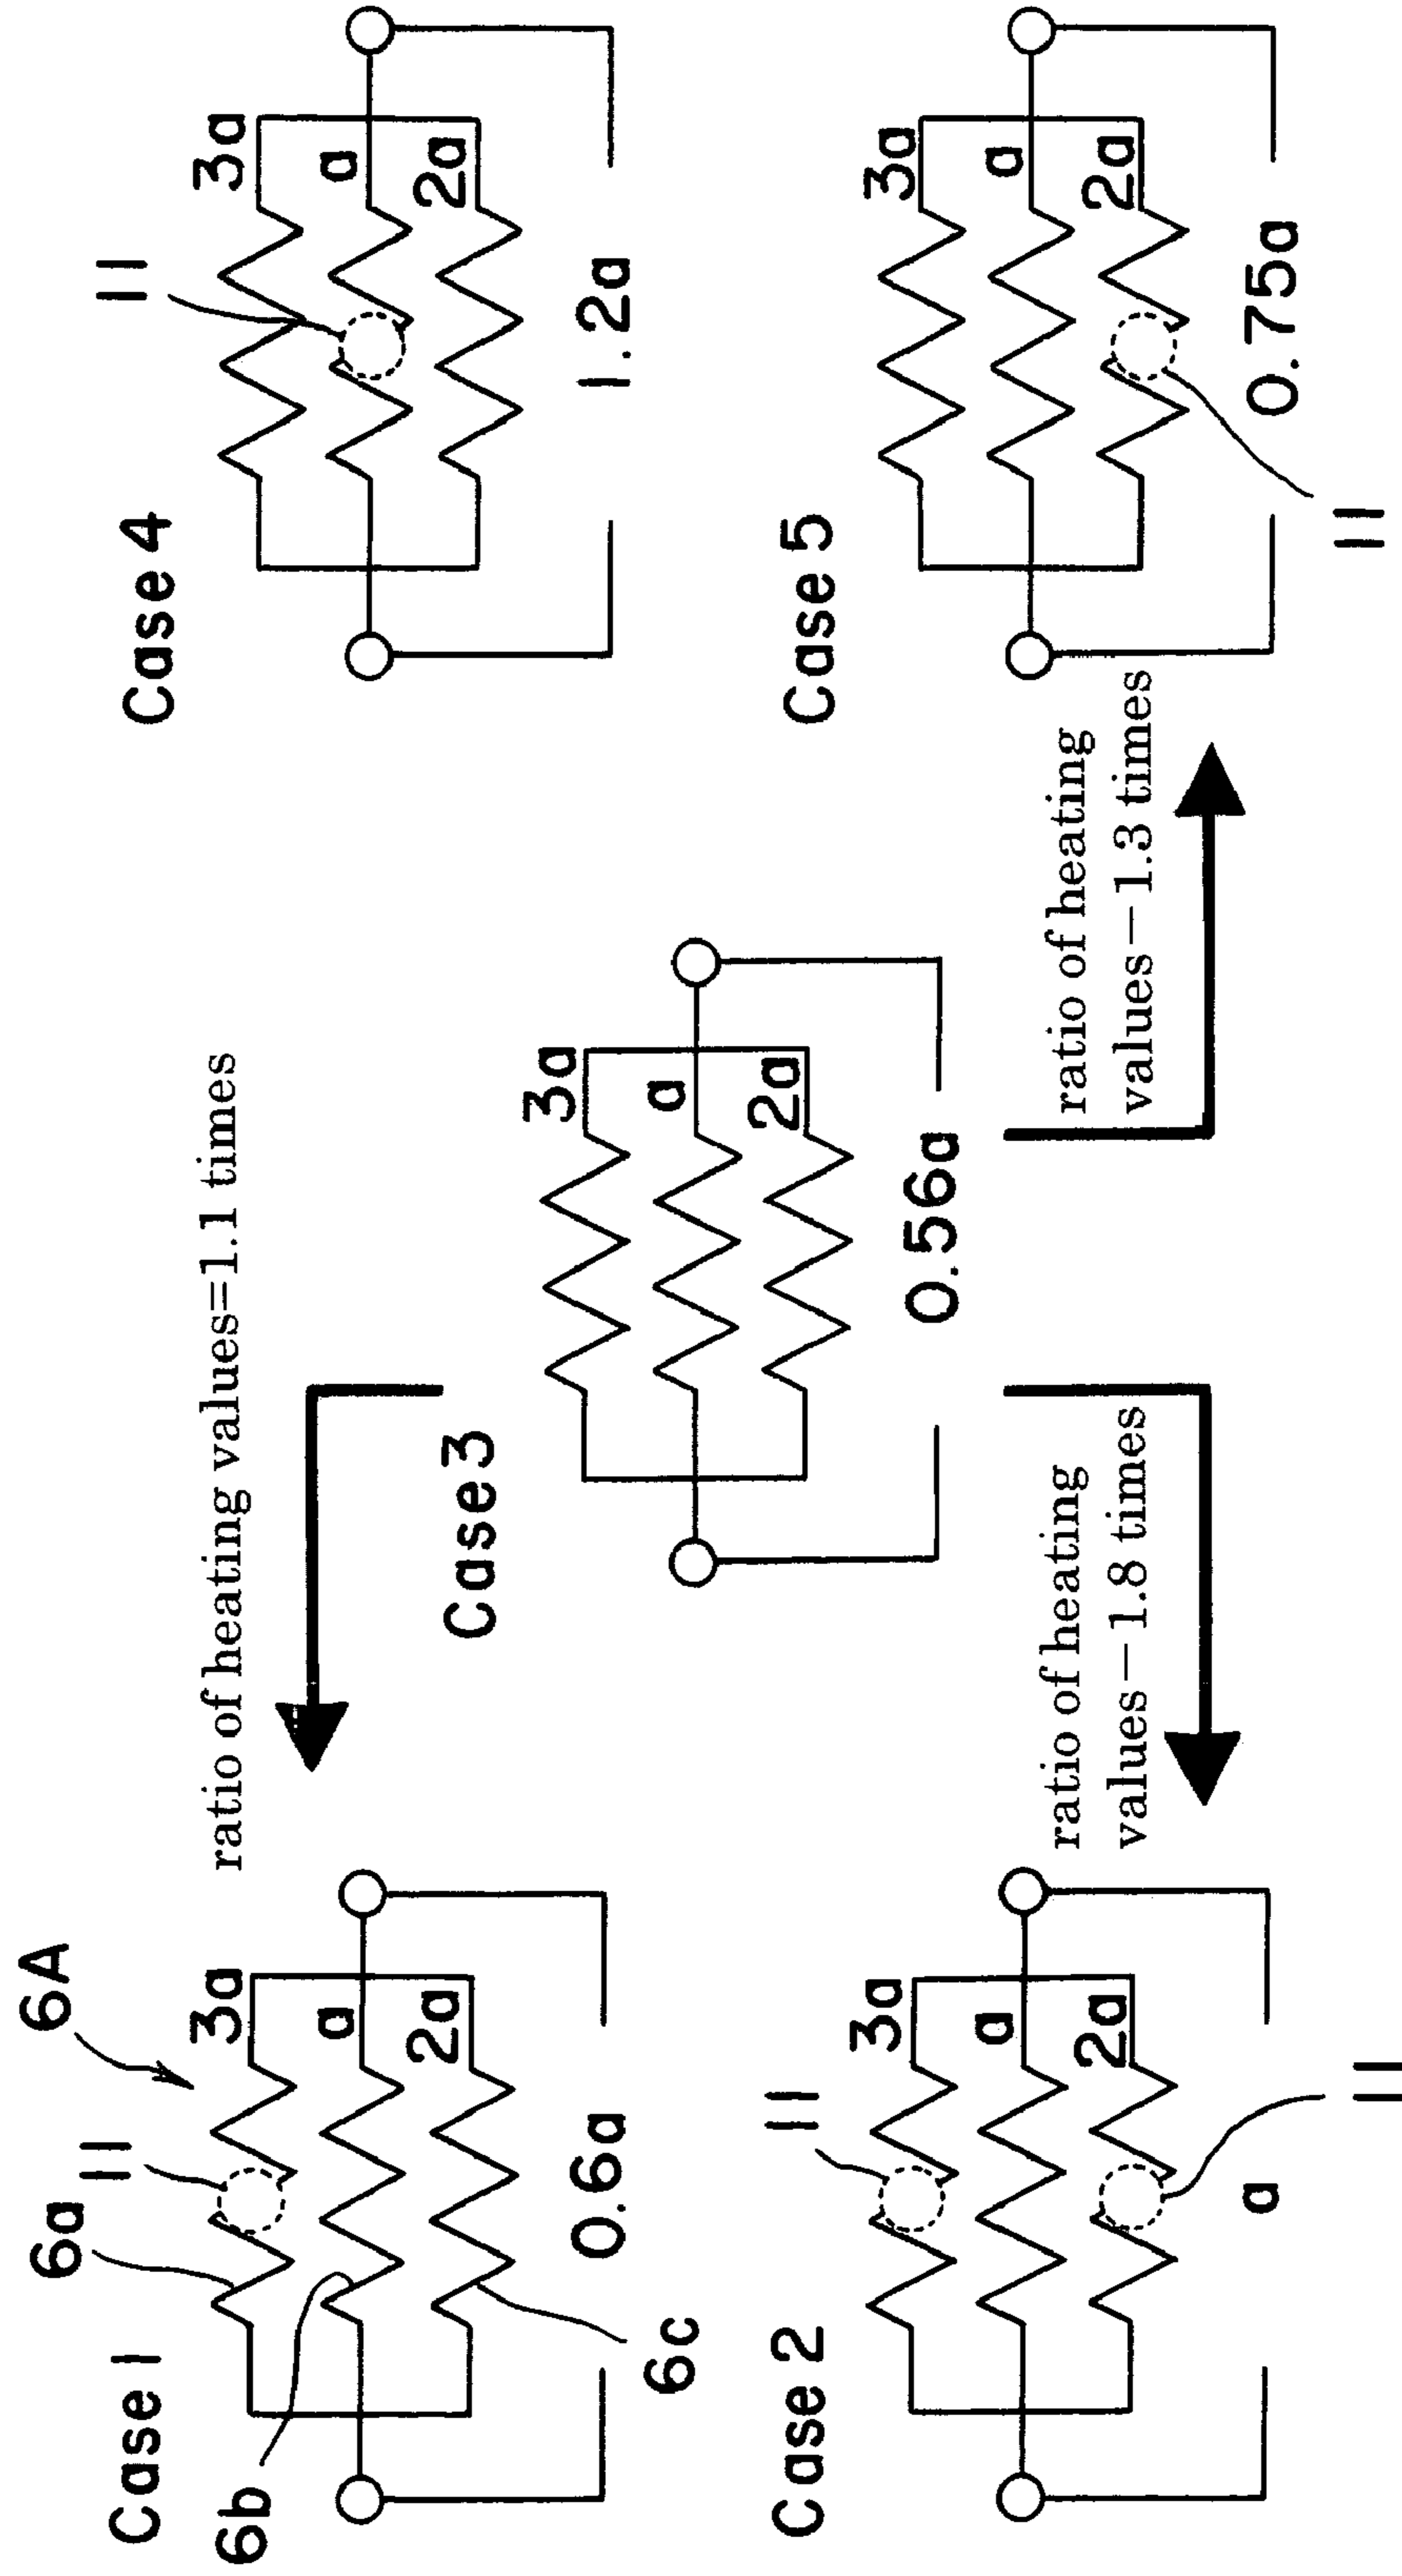 Case 1
6A
6a
11
3a
a
2a
6b
6c
0.6a
ratio of heating values=1.1 times
Case 4
11
3a
a
2a
1.2a
Case 3
3a
a
2a
0.56a
Case 2
11
3a
a
2a
11
a
ratio of heating
values—1.8 times
ratio of heating
values—1.3 times
Case 5
3a
a
2a
11
0.75a